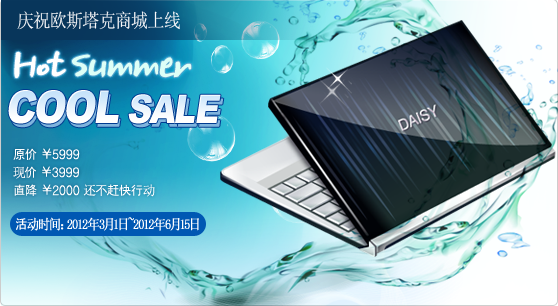 庆祝欧斯塔克商城上线
Hot Summer
COOL SALE
DAISY
原价 ¥5999
现价 ¥3999
直降 ¥2000 还不赶快行动
活动时间: 2012年3月1日~2012年6月15日